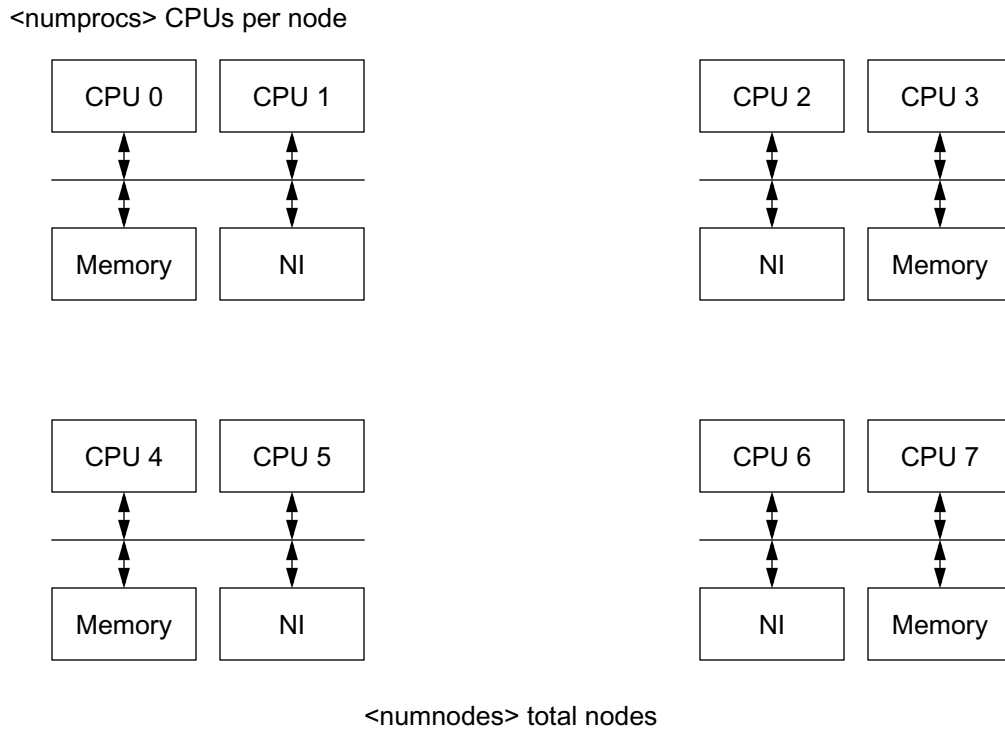 <numprocs> CPUs per node
CPU 0 CPU 1 CPU 2 CPU 3
Memory NI NI Memory
CPU 4 CPU 5 CPU 6 CPU 7
Memory NI NI Memory
<numnodes> total nodes